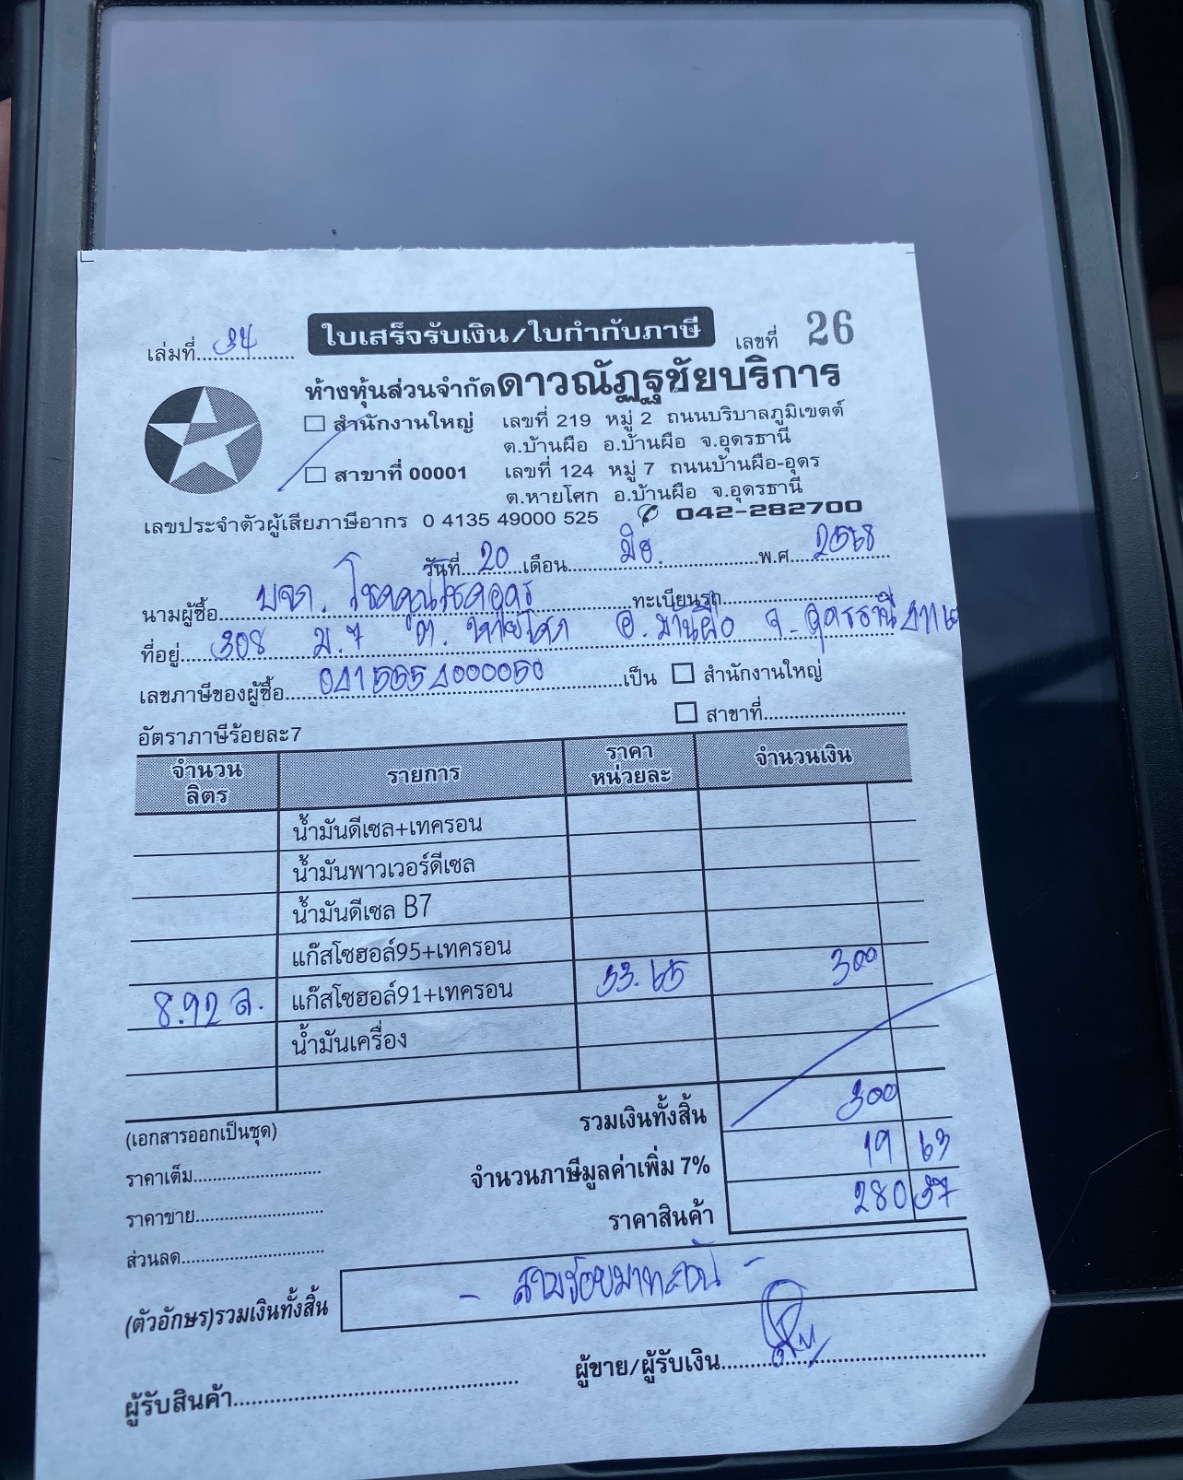 เล่มที่ 34 ใบเสร็จรับเงิน/ใบกำกับภาษี เลขที่ 26
ห้างหุ้นส่วนจำกัดดาวณัฏฐชัยบริการ
สำนักงานใหญ่ เลขที่ 219 หมู่ 2 ถนนบริบาลภูมิเขตต์
ต.บ้านผือ อ.บ้านผือ จ.อุดรธานี
สาขาที่ 00001 เลขที่ 124 หมู่ 7 ถนนบ้านผือ-อุดร
ต.หายโศก อ.บ้านผือ จ.อุดรธานี
เลขประจำตัวผู้เสียภาษีอากร 0 4135 49000 525 042-282700
วันที่ 20 เดือน มิย. พ.ศ. 2568
นามผู้ซื้อ บจก. โชคคูณโชคอุดร ทะเบียนรถ
ที่อยู่ 308 ม.7 ต. หายโศก อ.บ้านผือ จ.อุดรธานี
เลขภาษีของผู้ซื้อ เป็น สำนักงานใหญ่
สาขาที่
อัตราภาษีร้อยละ7
จำนวนลิตร รายการ ราคาหน่วยละ จำนวนเงิน
น้ำมันดีเซล+เทครอน
น้ำมันพาวเวอร์ดีเซล
น้ำมันดีเซล B7
แก๊สโซฮอล์95+เทครอน
8.92 ล. แก๊สโซฮอล์91+เทครอน 33.65 300
น้ำมันเครื่อง
รวมเงินทั้งสิ้น 300
(เอกสารออกเป็นชุด)
ราคาเต็ม จำนวนภาษีมูลค่าเพิ่ม 7% 19 63
ราคาขาย ราคาสินค้า 280 37
ส่วนลด
(ตัวอักษร)รวมเงินทั้งสิ้น - สามร้อยบาทถ้วน -
ผู้รับสินค้า ผู้ขาย/ผู้รับเงิน